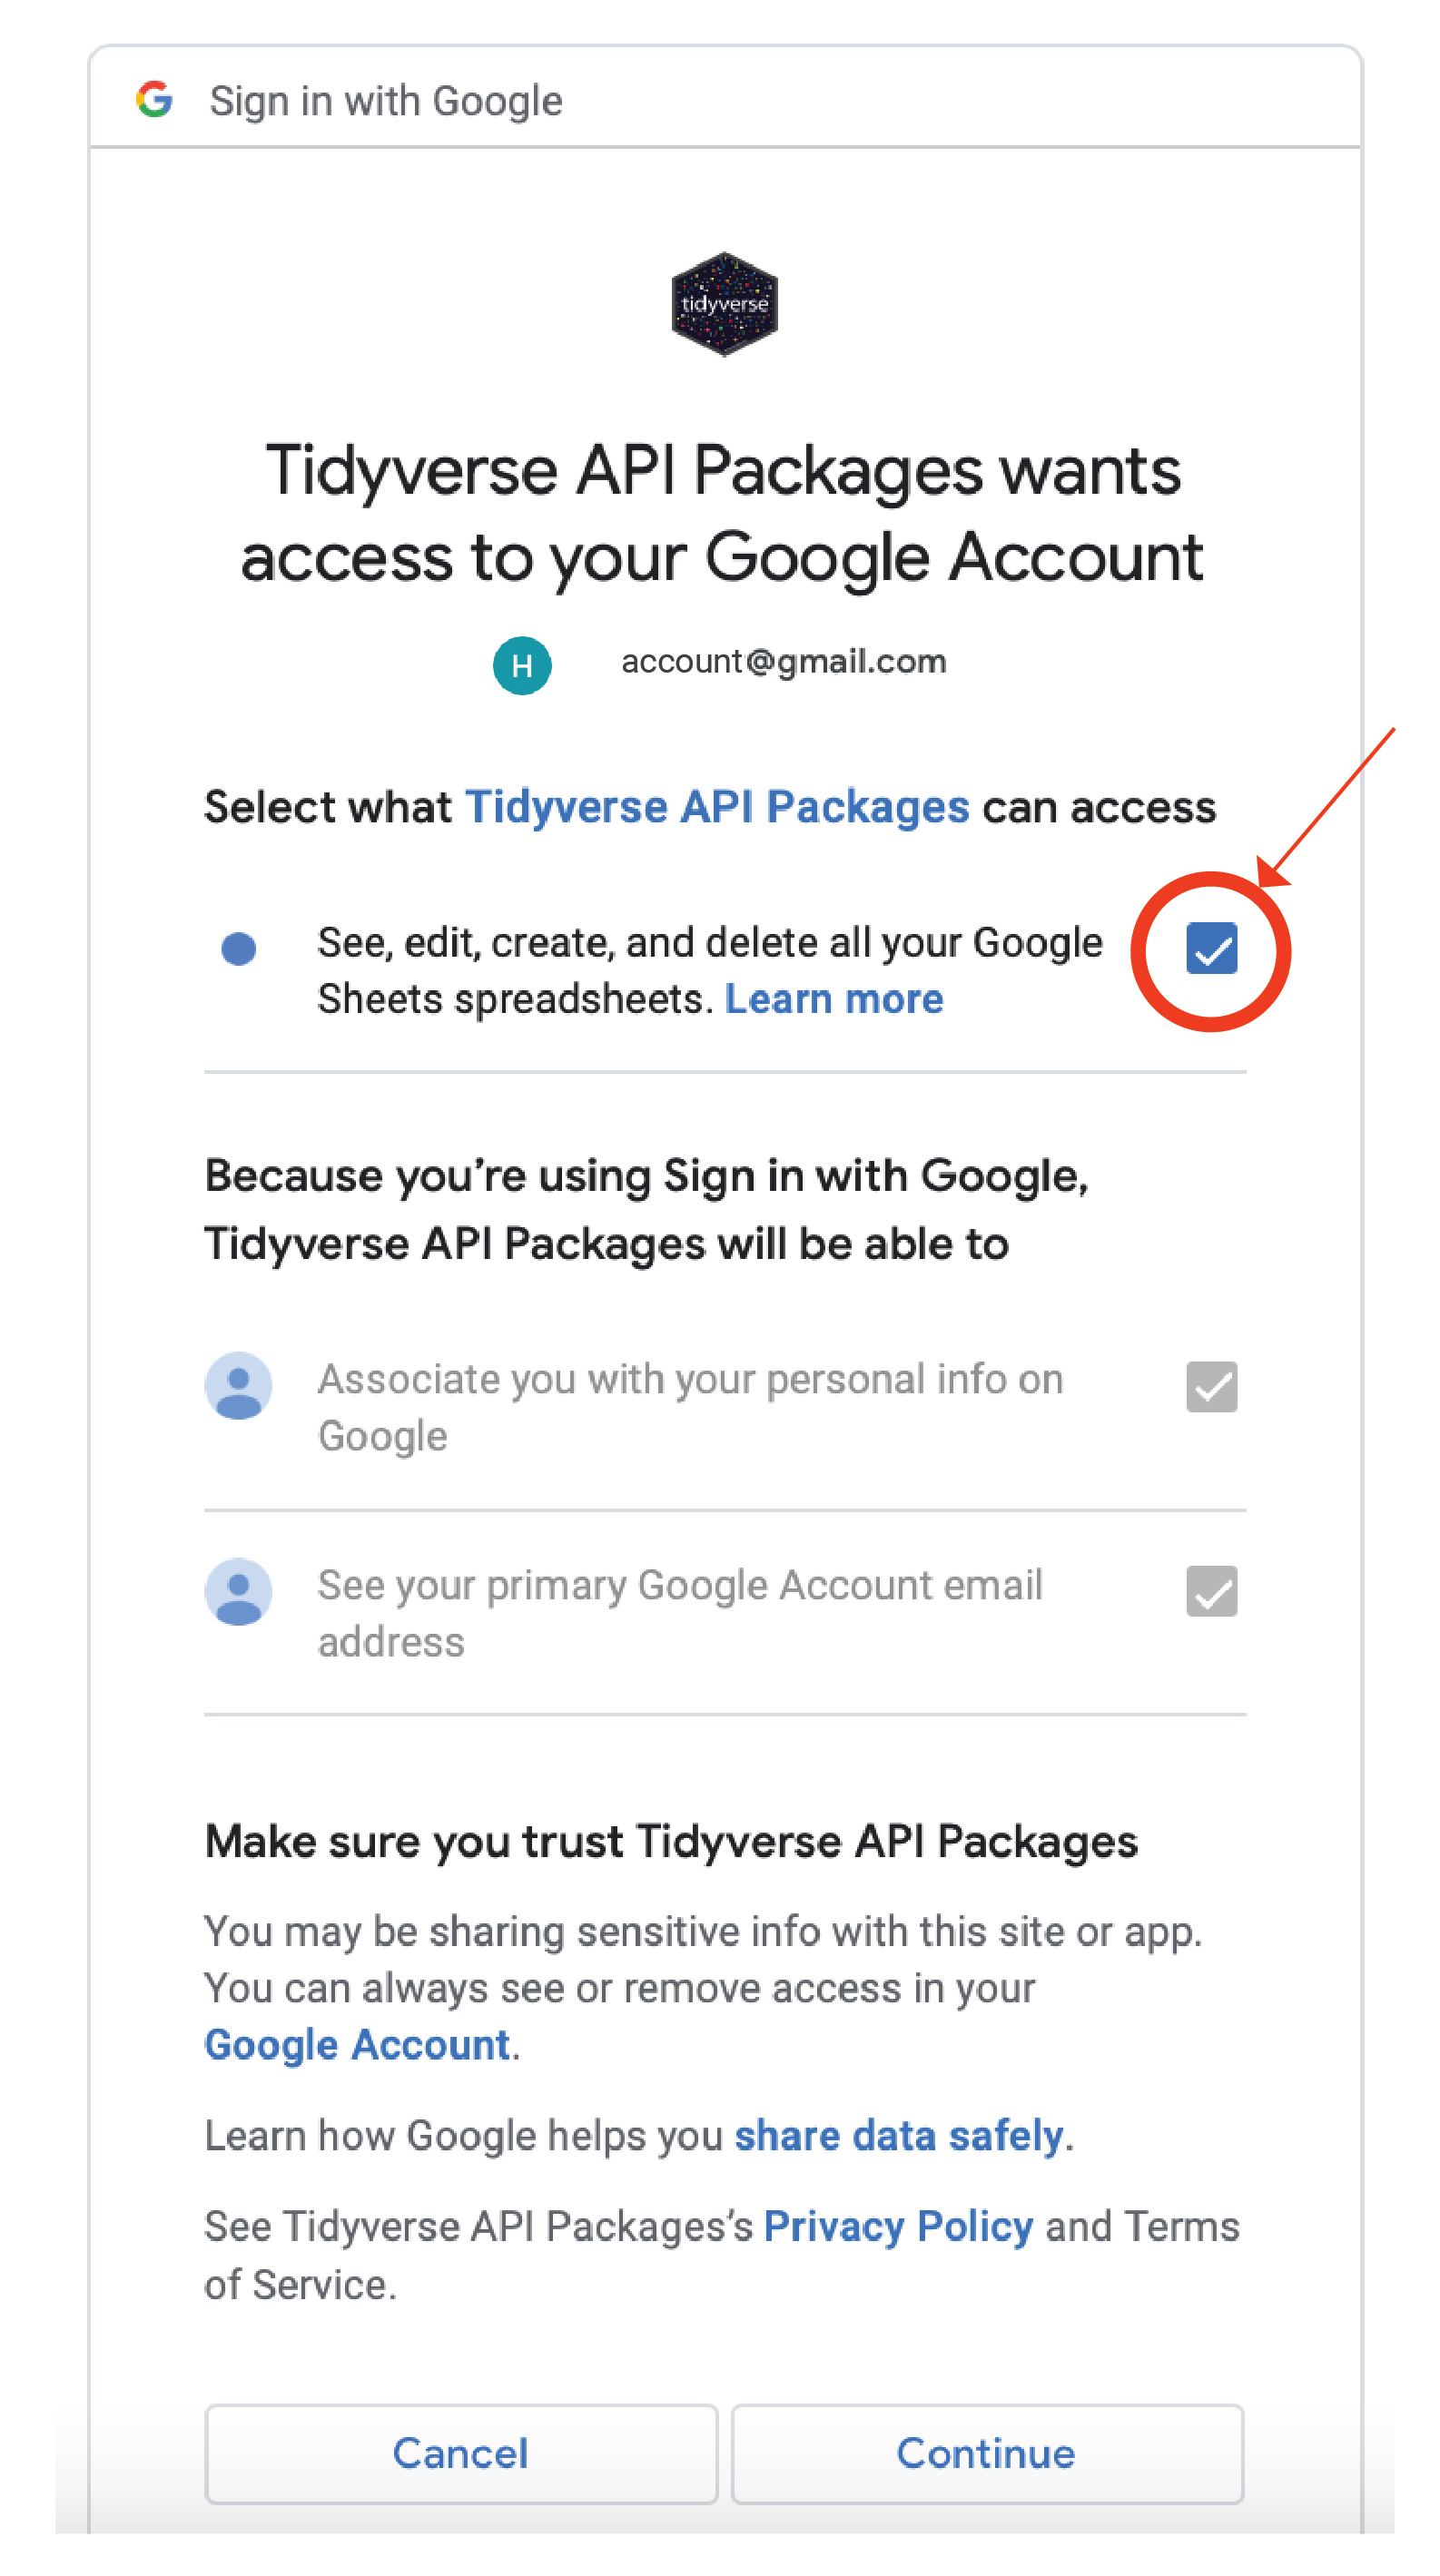 Sign in with Google
tidyverse
Tidyverse API Packages wants
access to your Google Account
H
account@gmail.com
Select what Tidyverse API Packages can access
See, edit, create, and delete all your Google
Sheets spreadsheets. Learn more
Because you’re using Sign in with Google,
Tidyverse API Packages will be able to
Associate you with your personal info on
Google
See your primary Google Account email
address
Make sure you trust Tidyverse API Packages
You may be sharing sensitive info with this site or app.
You can always see or remove access in your
Google Account.
Learn how Google helps you share data safely.
See Tidyverse API Packages’s Privacy Policy and Terms
of Service.
Cancel
Continue